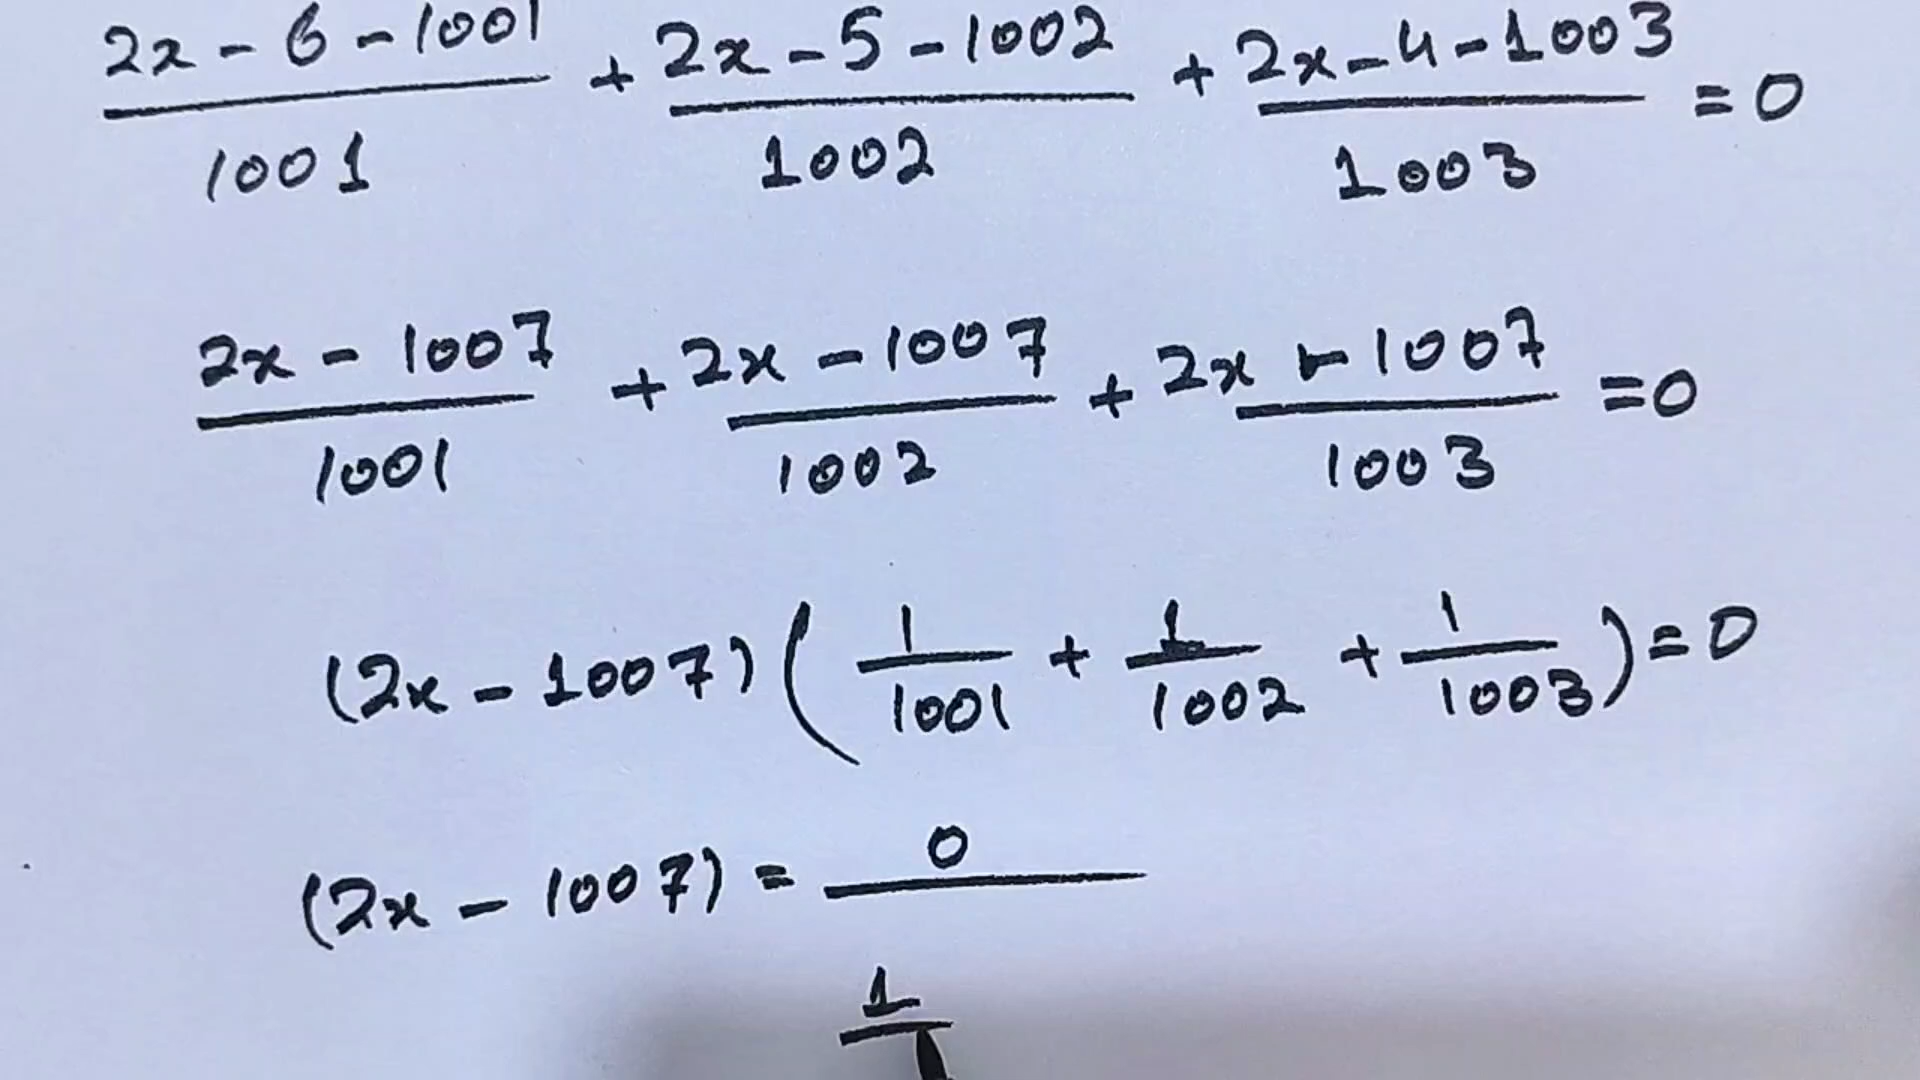 (2x - 6 - 1001)/1001 + (2x - 5 - 1002)/1002 + (2x - 4 - 1003)/1003 = 0
(2x - 1007)/1001 + (2x - 1007)/1002 + (2x - 1007)/1003 = 0
(2x - 1007)(1/1001 + 1/1002 + 1/1003) = 0
(2x - 1007) = 0/
1/